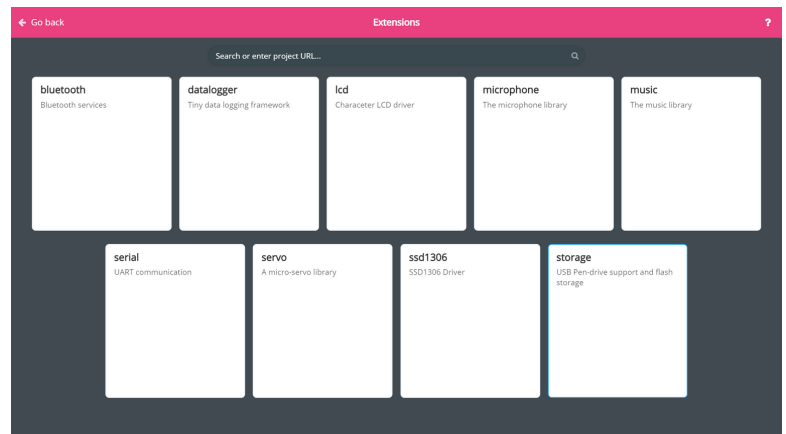 Go back
Extensions
?
Search or enter project URL...
bluetooth
Bluetooth services
datalogger
Tiny data logging framework
lcd
Characeter LCD driver
microphone
The microphone library
music
The music library
serial
UART communication
servo
A micro-servo library
ssd1306
SSD1306 Driver
storage
USB Pen-drive support and flash
storage